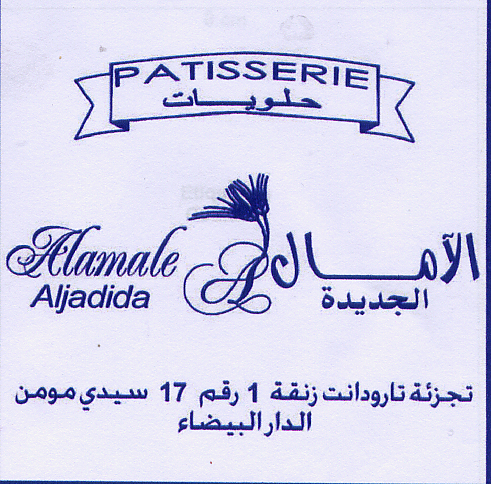 PATISSERIE
حلويات
Alamale
Aljadida
A
الآمال
الجديدة
تجزئة تارودانت زنقة 1 رقم 17 سيدي مومن
الدار البيضاء